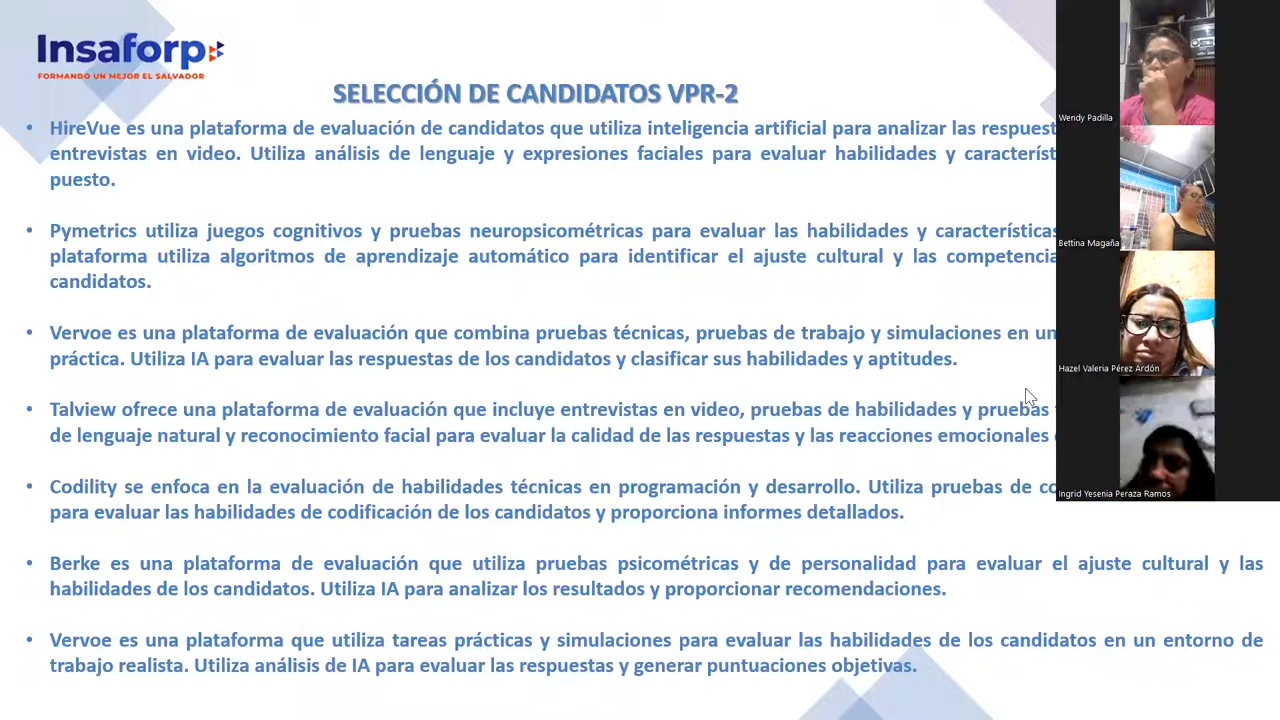 Insaforp
FORMANDO UN MEJOR EL SALVADOR
SELECCIÓN DE CANDIDATOS VPR-2
• HireVue es una plataforma de evaluación de candidatos que utiliza inteligencia artificial para analizar las
entrevistas en video. Utiliza análisis de lenguaje y expresiones faciales para evaluar habilidades y
puesto.
• Pymetrics utiliza juegos cognitivos y pruebas neuropsicométricas para evaluar las habilidades y características
plataforma utiliza algoritmos de aprendizaje automático para identificar el ajuste cultural y las
candidatos.
• Vervoe es una plataforma de evaluación que combina pruebas técnicas, pruebas de trabajo y simulaciones en
práctica. Utiliza IA para evaluar las respuestas de los candidatos y clasificar sus habilidades y aptitudes.
• Talview ofrece una plataforma de evaluación que incluye entrevistas en video, pruebas de habilidades y pruebas
de lenguaje natural y reconocimiento facial para evaluar la calidad de las respuestas y las reacciones emocionales
• Codility se enfoca en la evaluación de habilidades técnicas en programación y desarrollo. Utiliza pruebas de
para evaluar las habilidades de codificación de los candidatos y proporciona informes detallados.
• Berke es una plataforma de evaluación que utiliza pruebas psicométricas y de personalidad para evaluar el ajuste cultural y las
habilidades de los candidatos. Utiliza IA para analizar los resultados y proporcionar recomendaciones.
• Vervoe es una plataforma que utiliza tareas prácticas y simulaciones para evaluar las habilidades de los candidatos en un entorno de
trabajo realista. Utiliza análisis de IA para evaluar las respuestas y generar puntuaciones objetivas.
Wendy Padilla
Bettina Magaña
Hazel Valeria Pérez Ardón
Ingrid Yesenia Peraza Ramos